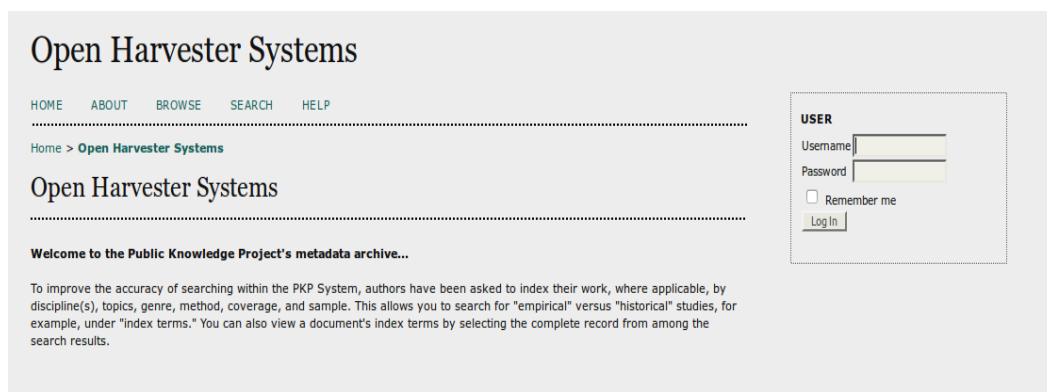 Open Harvester Systems
HOME ABOUT BROWSE SEARCH HELP
Home > Open Harvester Systems
Open Harvester Systems
Welcome to the Public Knowledge Project's metadata archive...
To improve the accuracy of searching within the PKP System, authors have been asked to index their work, where applicable, by
discipline(s), topics, genre, method, coverage, and sample. This allows you to search for "empirical" versus "historical" studies, for
example, under "index terms." You can also view a document's index terms by selecting the complete record from among the
search results.
USER
Username
Password
Remember me
Log In